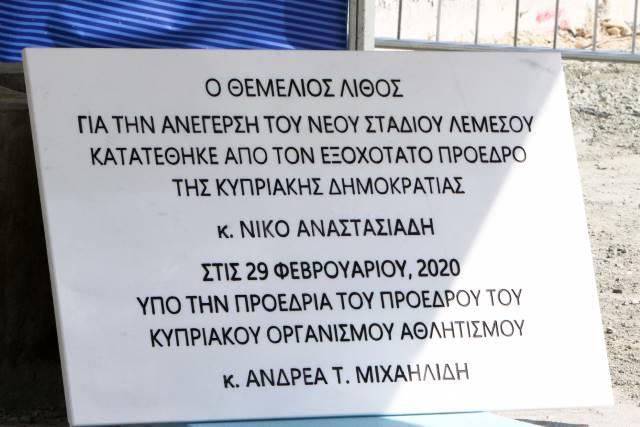 Ο ΘΕΜΕΛΙΟΣ ΛΙΘΟΣ
ΓΙΑ ΤΗΝ ΑΝΕΓΕΡΣΗ ΤΟΥ ΝΕΟΥ ΣΤΑΔΙΟΥ ΛΕΜΕΣΟΥ
ΚΑΤΑΤΕΘΗΚΕ ΑΠΟ ΤΟΝ ΕΞΟΧΟΤΑΤΟ ΠΡΟΕΔΡΟ
ΤΗΣ ΚΥΠΡΙΑΚΗΣ ΔΗΜΟΚΡΑΤΙΑΣ
κ. ΝΙΚΟ ΑΝΑΣΤΑΣΙΑΔΗ
ΣΤΙΣ 29 ΦΕΒΡΟΥΑΡΙΟΥ, 2020
ΥΠΟ ΤΗΝ ΠΡΟΕΔΡΙΑ ΤΟΥ ΠΡΟΕΔΡΟΥ ΤΟΥ
ΚΥΠΡΙΑΚΟΥ ΟΡΓΑΝΙΣΜΟΥ ΑΘΛΗΤΙΣΜΟΥ
κ. ΑΝΔΡΕΑ Τ. ΜΙΧΑΗΛΙΔΗ